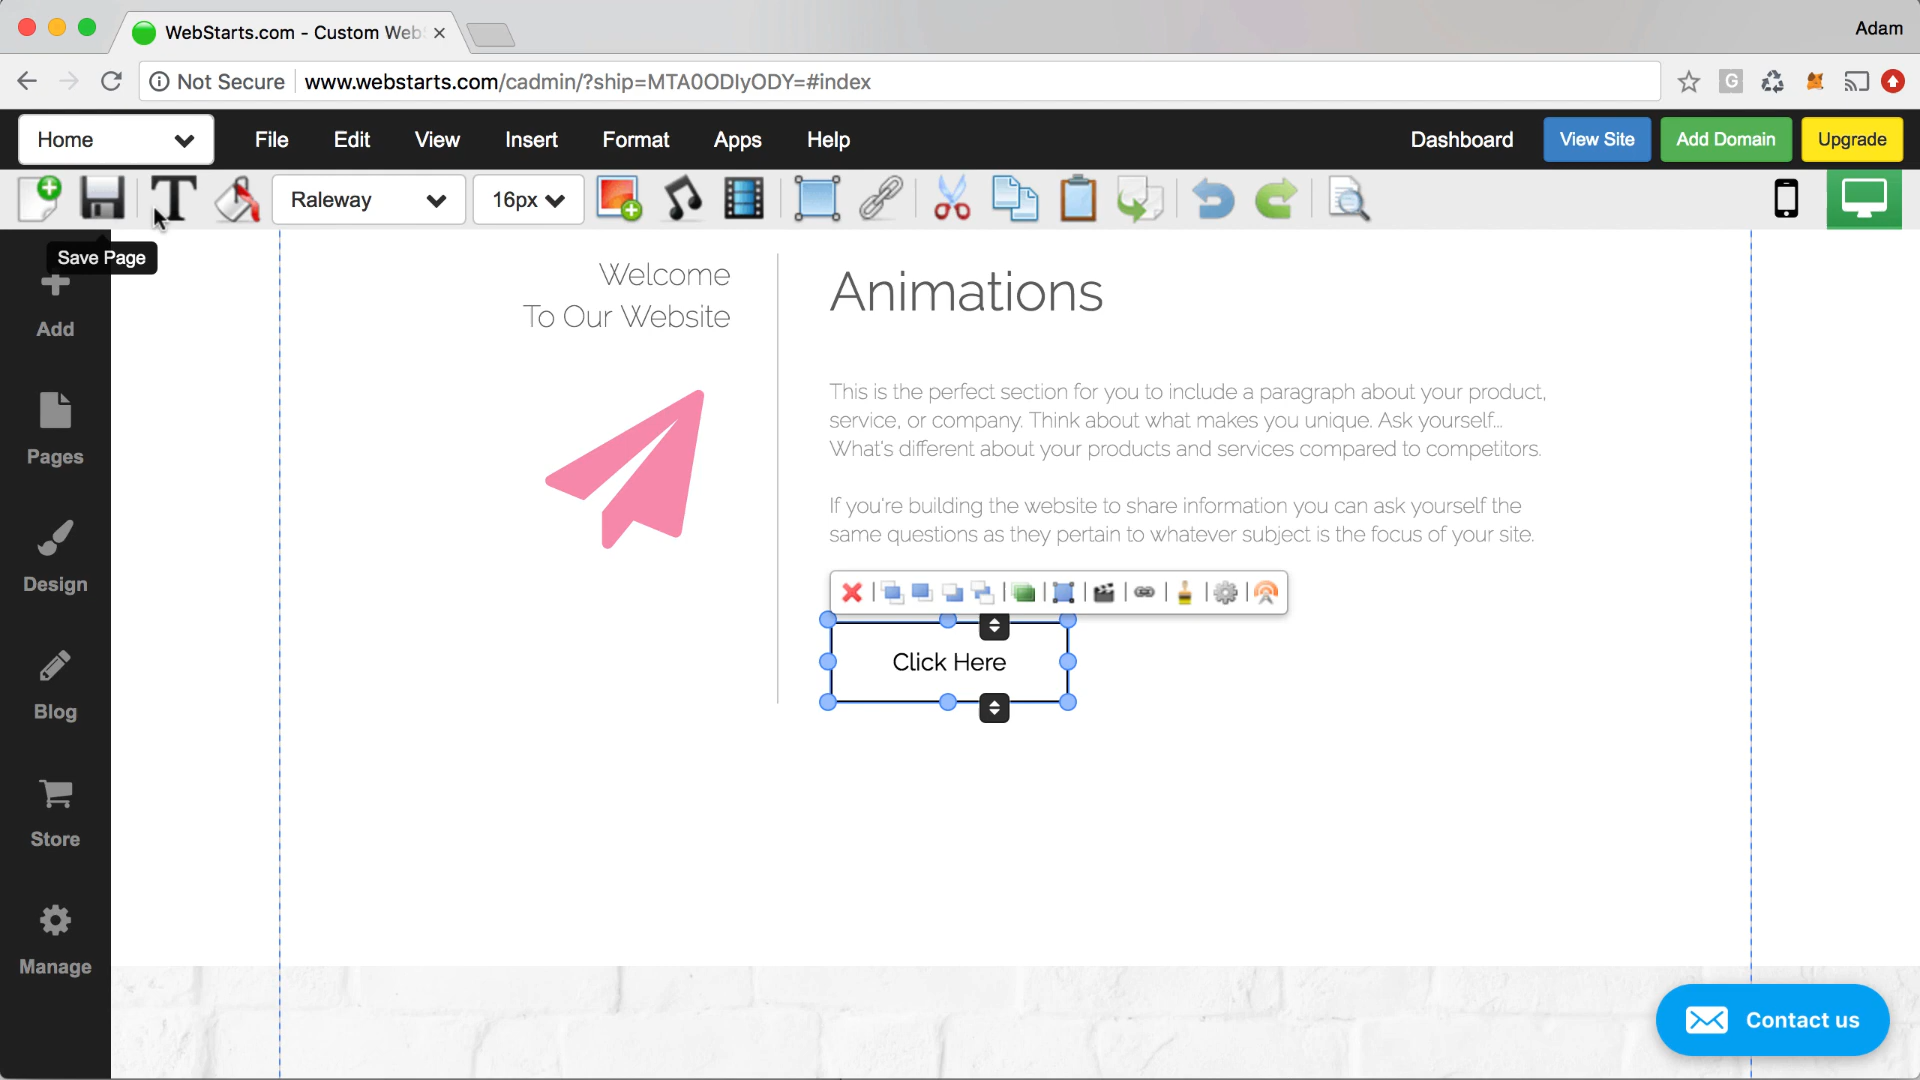 WebStarts.com - Custom Web
Adam
Not Secure
www.webstarts.com/cadmin/?ship=MTA0ODIyODY=#index
G
Home
File
Edit
View
Insert
Format
Apps
Help
Dashboard
View Site
Add Domain
Upgrade
T
Raleway
16px
Save Page
Add
Pages
Design
Blog
Store
Manage
Welcome
To Our Website
Animations
This is the perfect section for you to include a paragraph about your product,
service, or company. Think about what makes you unique. Ask yourself...
What's different about your products and services compared to competitors.
If you're building the website to share information you can ask yourself the
same questions as they pertain to whatever subject is the focus of your site.
Click Here
Contact us